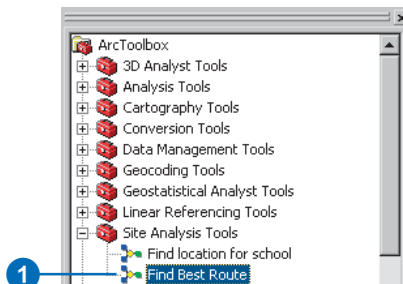 ArcToolbox
3D Analyst Tools
Analysis Tools
Cartography Tools
Conversion Tools
Data Management Tools
Geocoding Tools
Geostatistical Analyst Tools
Linear Referencing Tools
Site Analysis Tools
Find location for school
1 Find Best Route